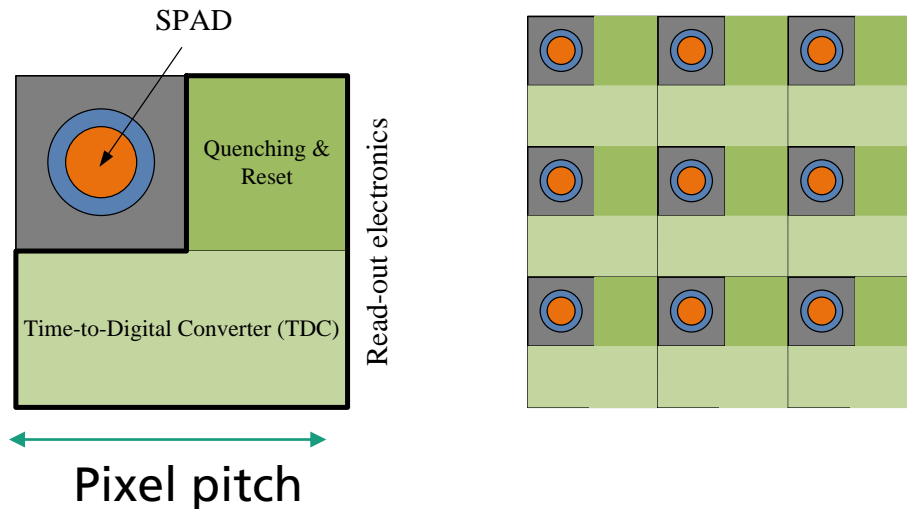 SPAD
Quenching &
Reset
Read-out electronics
Time-to-Digital Converter (TDC)
Pixel pitch